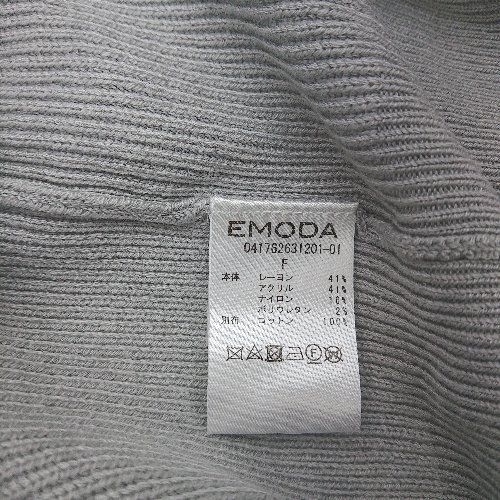 EMODA
041782631201-01
F
本体 レーヨン 41%
アクリル 41%
ナイロン 16%
ポリウレタン 2%
別布 コットン 100%